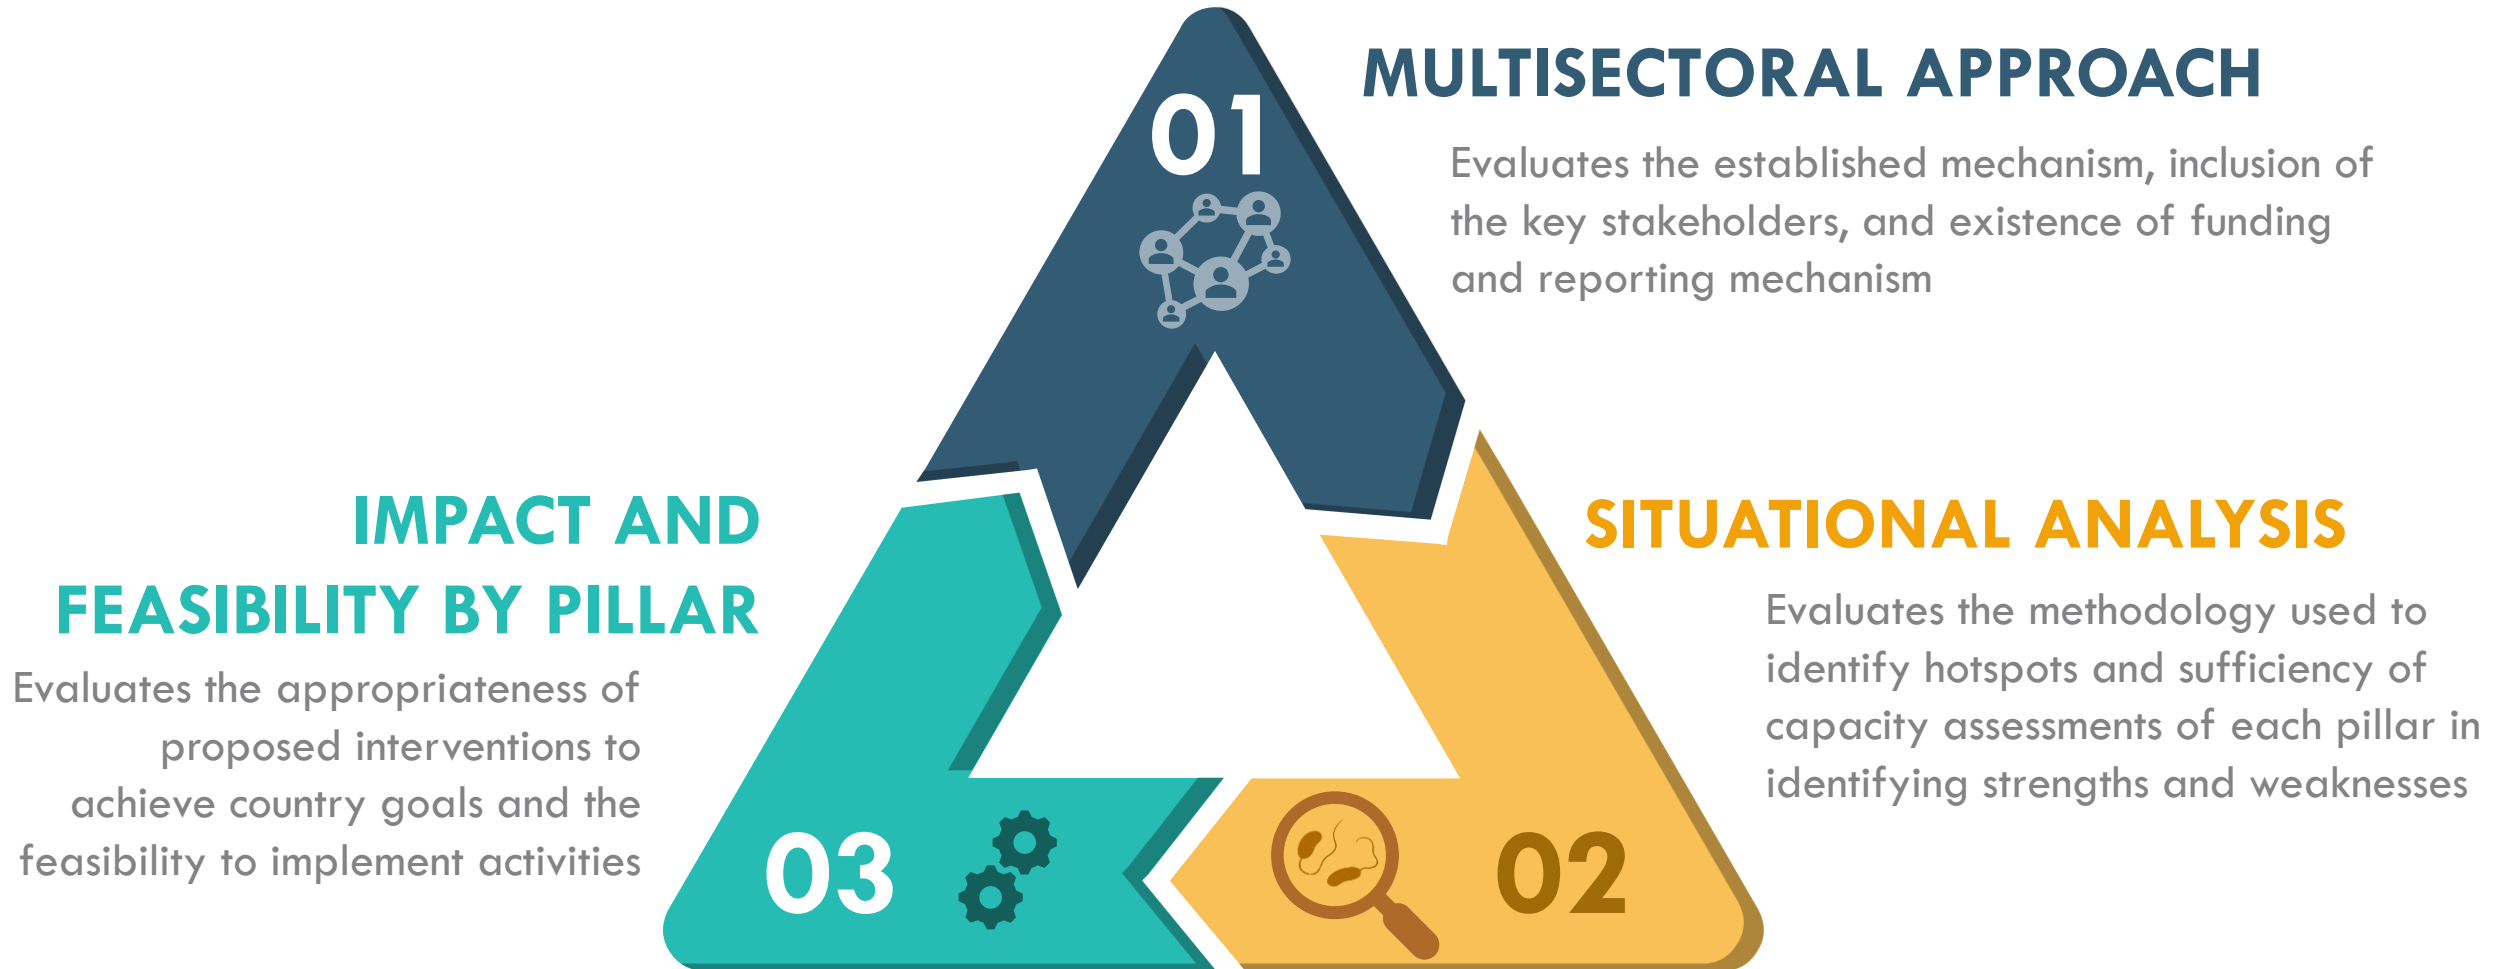 01
MULTISECTORAL APPROACH
Evaluates the established mechanism, inclusion of
the key stakeholders, and existence of funding
and reporting mechanism
02
SITUATIONAL ANALYSIS
Evaluates the methodology used to
identify hotspots and sufficiency of
capacity assessments of each pillar in
identifying strengths and weaknesses
03
IMPACT AND
FEASIBILITY BY PILLAR
Evaluates the appropriateness of
proposed interventions to
achieve country goals and the
feasibility to implement activities